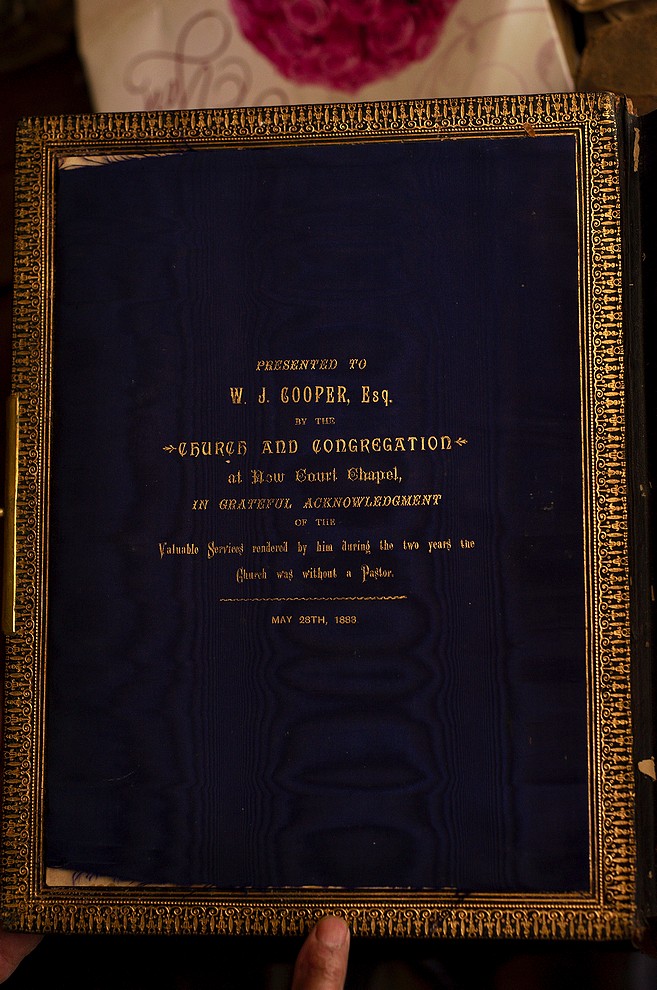 PRESENTED TO
W. J. COOPER, Esq.
BY THE
CHURCH AND CONGREGATION
at New Court Chapel,
IN GRATEFUL ACKNOWLEDGMENT
OF THE
Valuable Services rendered by him during the two years the
Church was without a Pastor.
MAY 28TH, 1883